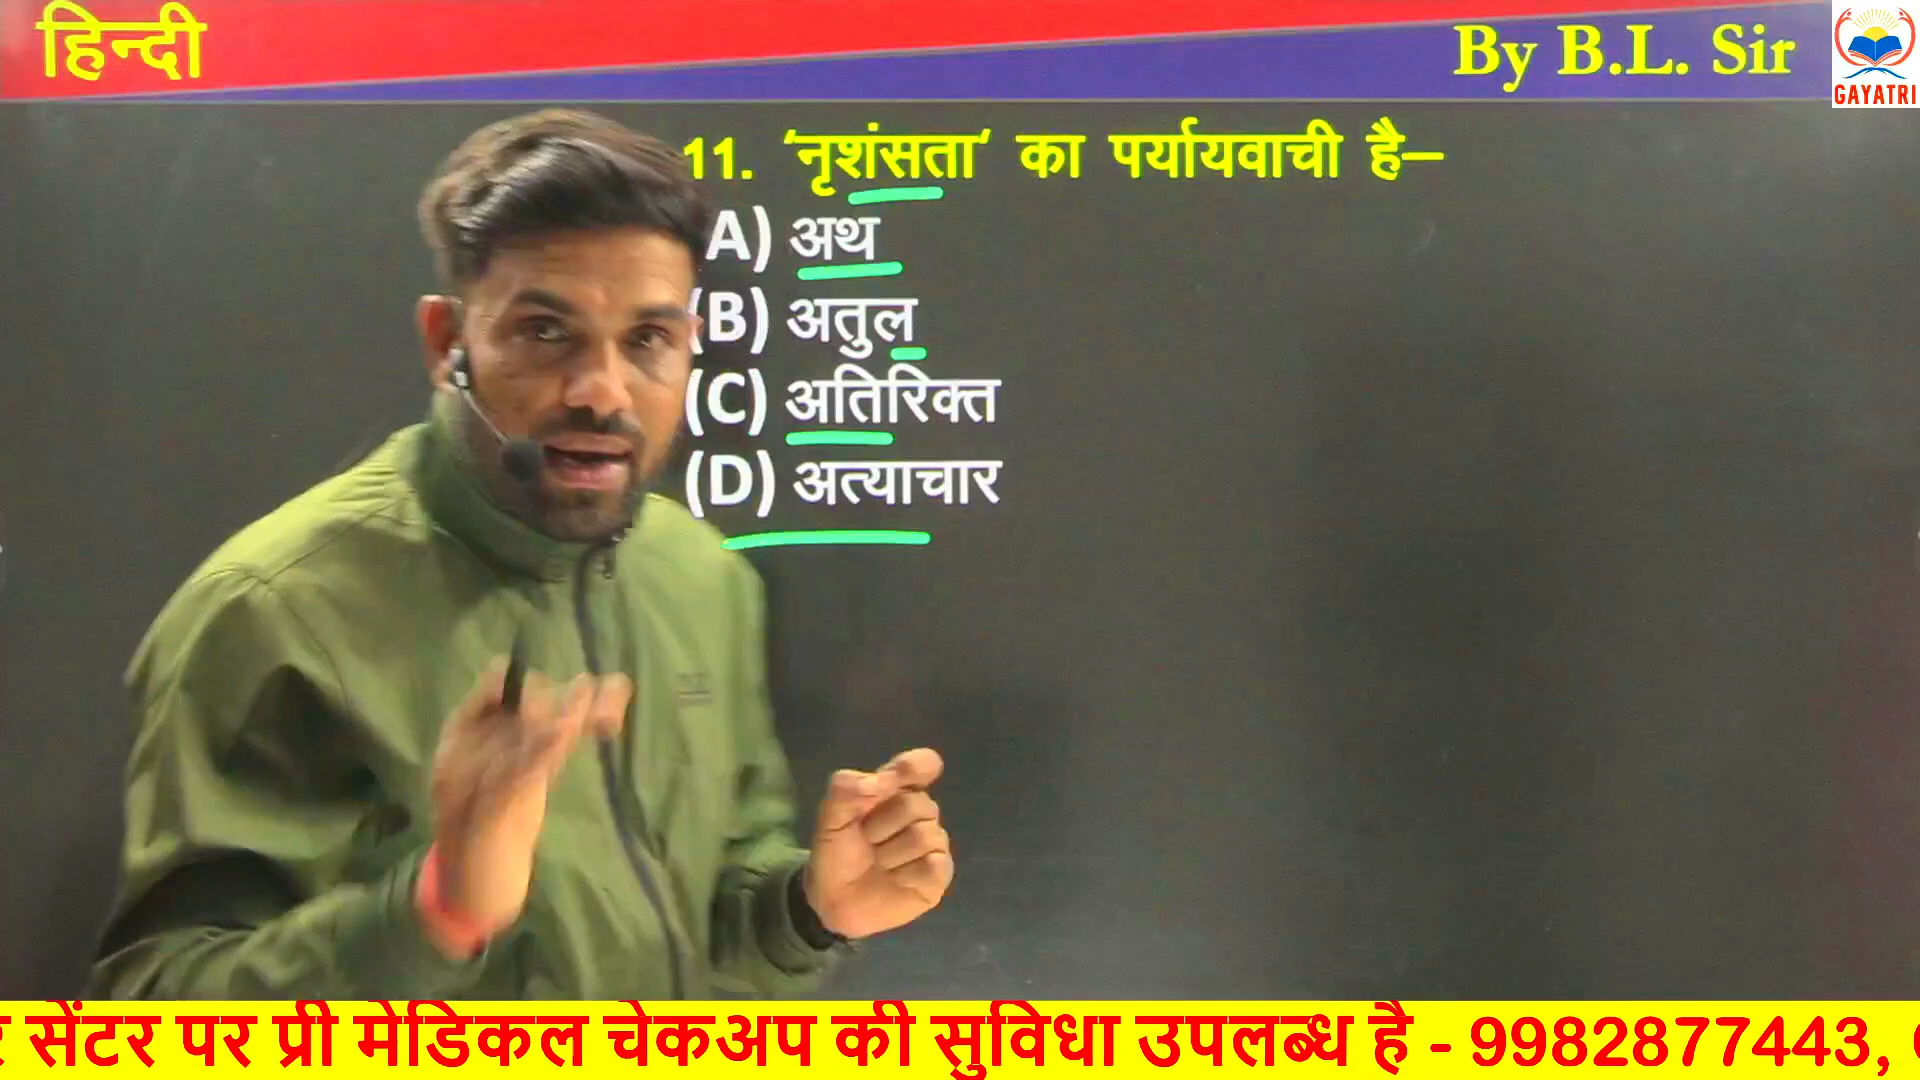 हिन्दी
By B.L. Sir
GAYATRI
11. ‘नृशंसता‘ का पर्यायवाची है–
A) अथ
(B) अतुल
(C) अतिरिक्त
(D) अत्याचार
सेंटर पर प्री मेडिकल चेकअप की सुविधा उपलब्ध है - 9982877443,